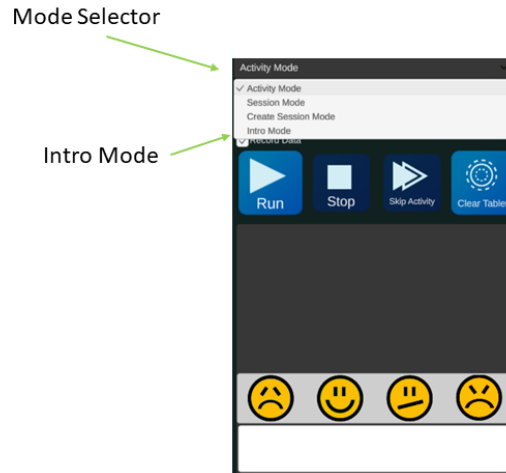 Mode Selector
Activity Mode
Activity Mode
Session Mode
Create Session Mode
Intro Mode
Intro Mode
Record Data
Run
Stop
Skip Activity
Clear Table